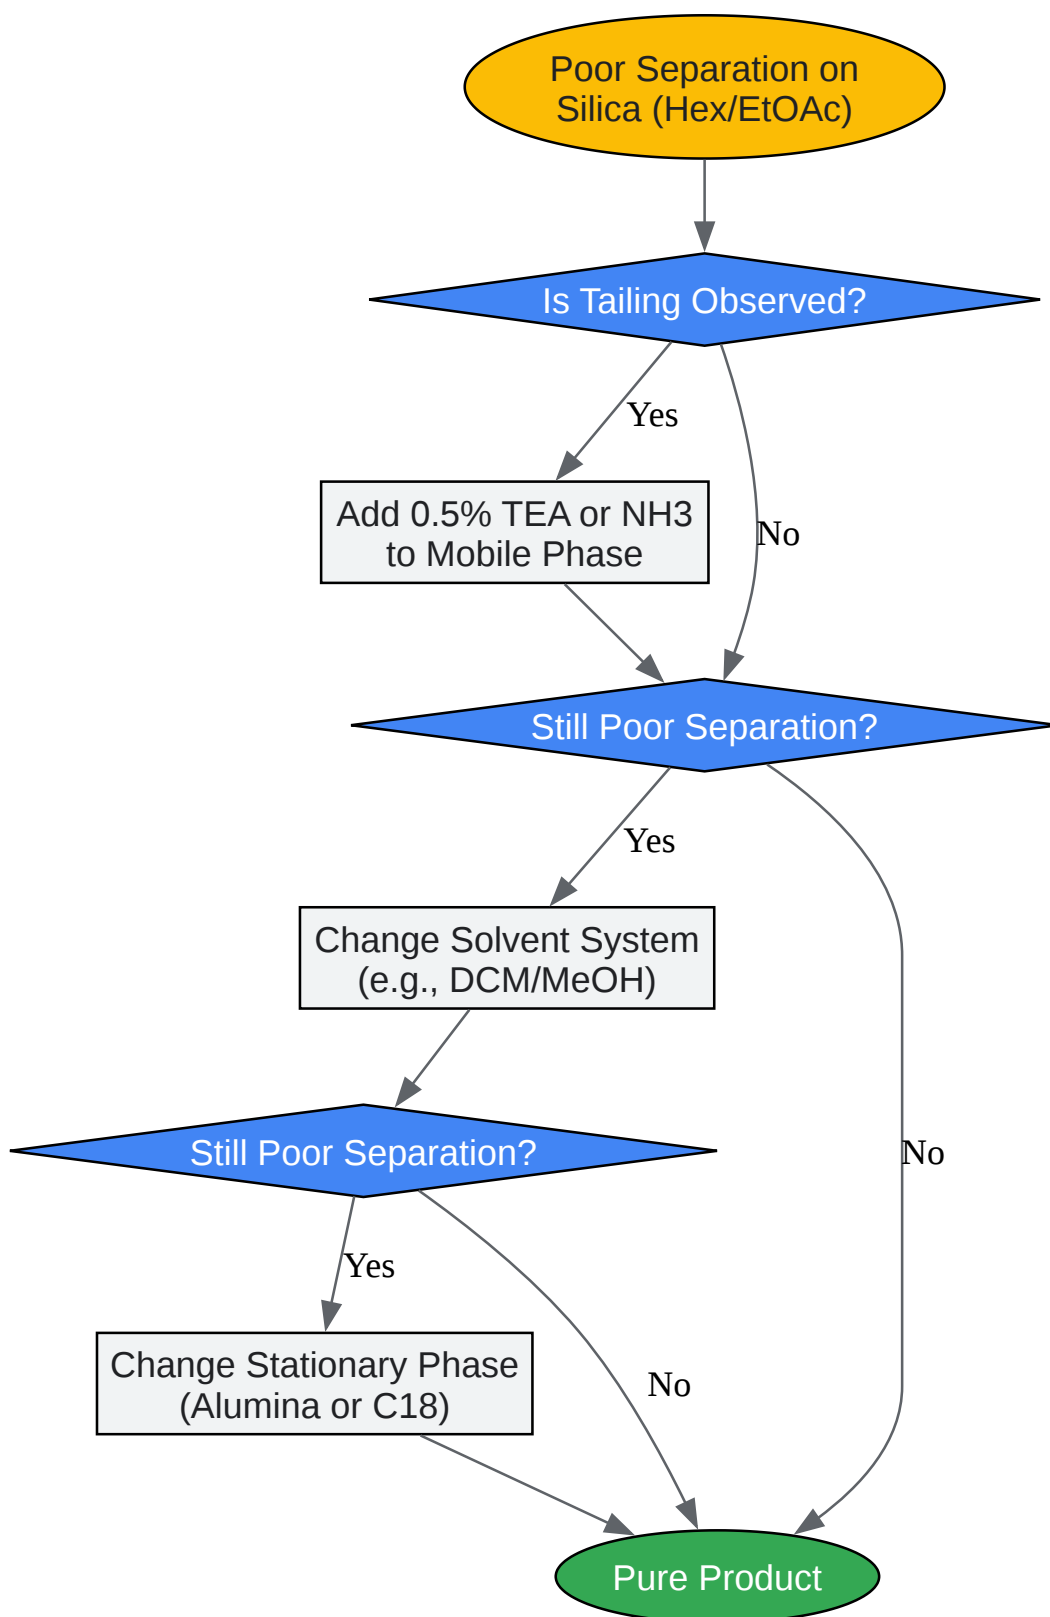 Poor Separation on
Silica (Hex/EtOAc)
Is Tailing Observed?
Yes
Add 0.5% TEA or NH3
to Mobile Phase
No
Still Poor Separation?
Yes
Change Solvent System
(e.g., DCM/MeOH)
Still Poor Separation?
No
Yes
Change Stationary Phase
(Alumina or C18)
No
Pure Product